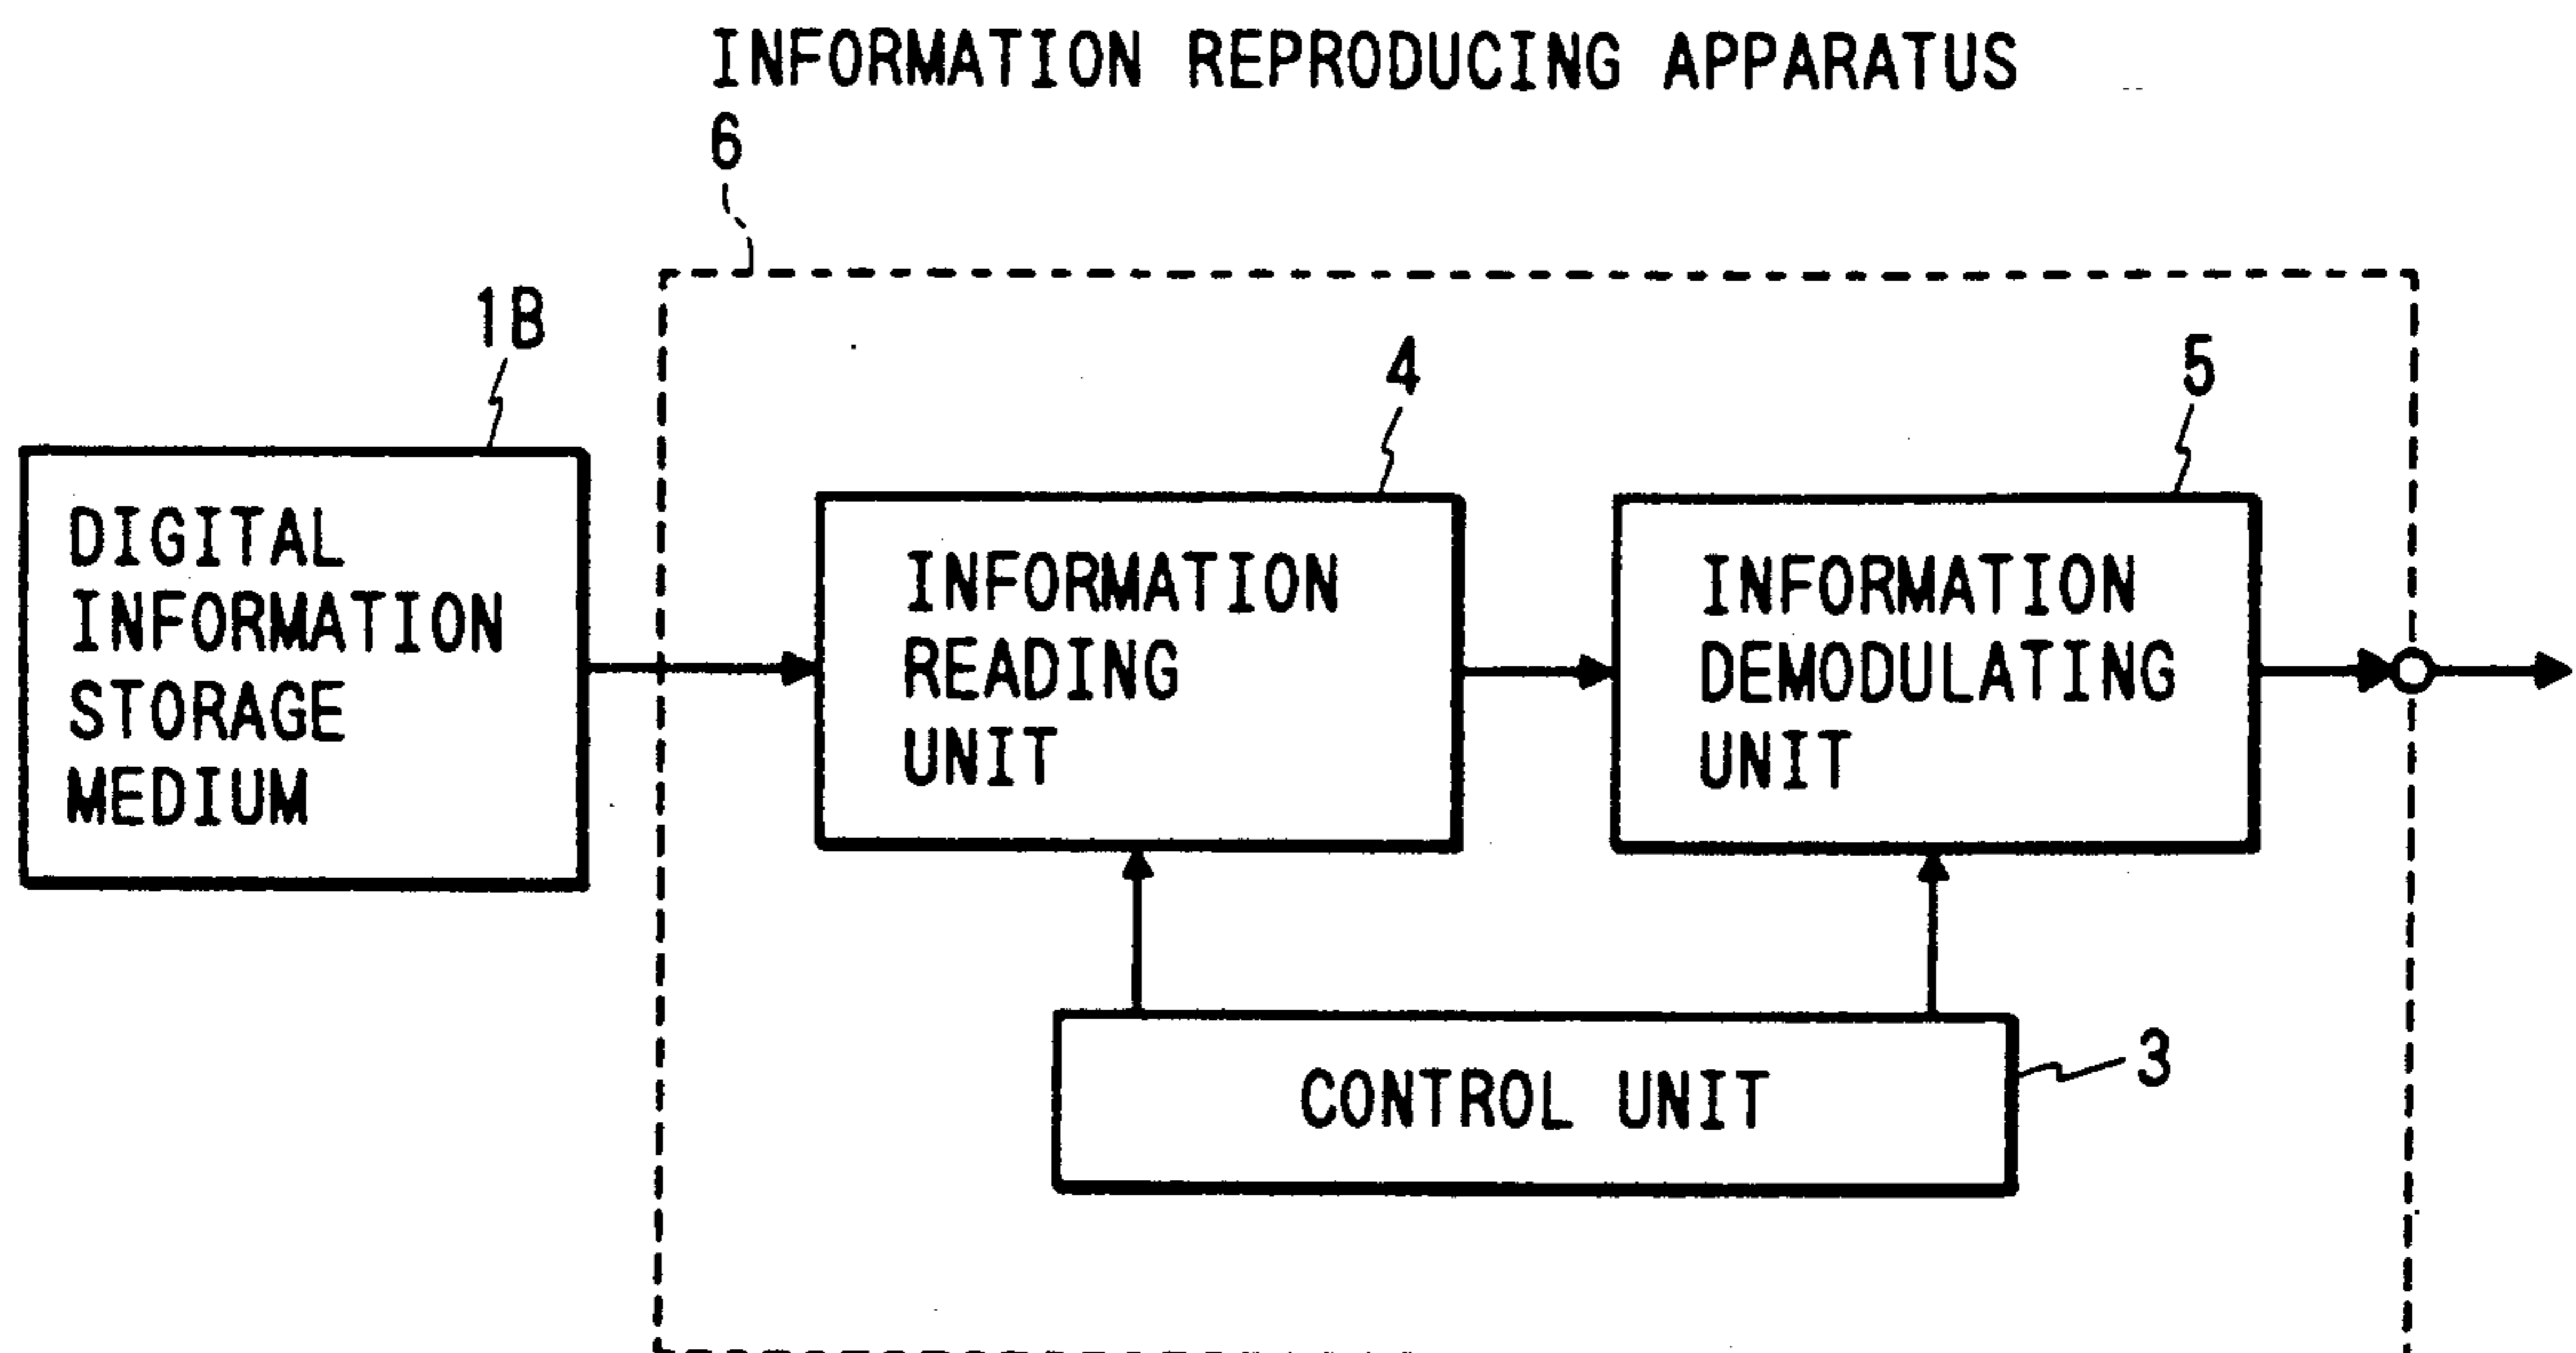 INFORMATION REPRODUCING APPARATUS
6
1B
4
5
DIGITAL
INFORMATION
STORAGE
MEDIUM
INFORMATION
READING
UNIT
INFORMATION
DEMODULATING
UNIT
CONTROL UNIT
3